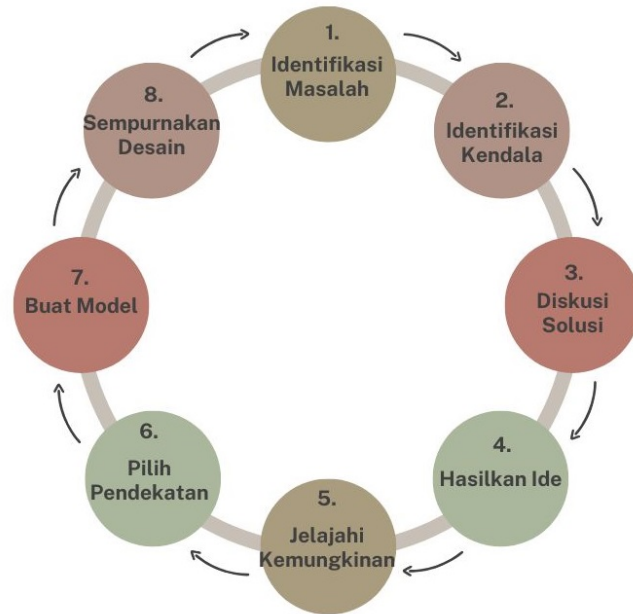 1.
Identifikasi
Masalah
2.
Identifikasi
Kendala
3.
Diskusi
Solusi
4.
Hasilkan Ide
5.
Jelajahi
Kemungkinan
6.
Pilih
Pendekatan
7.
Buat Model
8.
Sempurnakan
Desain